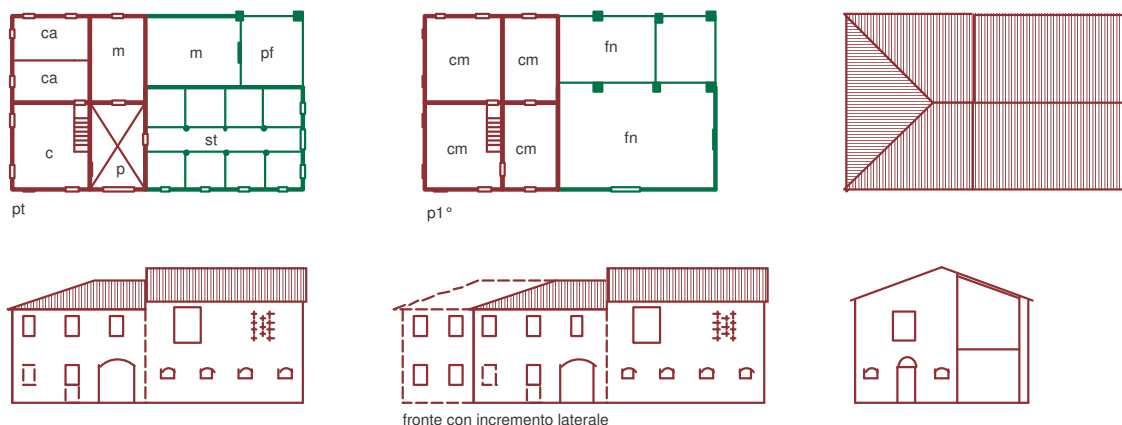 ca
m
m
pf
ca
c
p
st
pt
cm
cm
fn
cm
cm
fn
p1°
fronte con incremento laterale